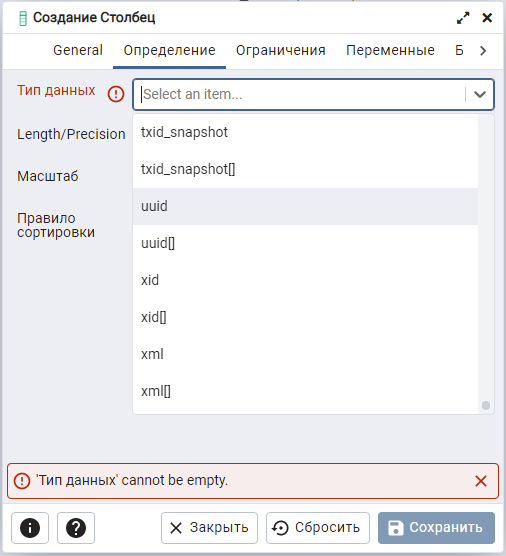 Создание Столбец
General Определение Ограничения Переменные Б
Тип данных Select an item...
Length/Precision
Масштаб
Правило
сортировки
txid_snapshot
txid_snapshot[]
uuid
uuid[]
xid
xid[]
xml
xml[]
'Тип данных' cannot be empty.
Закрыть Сбросить Сохранить